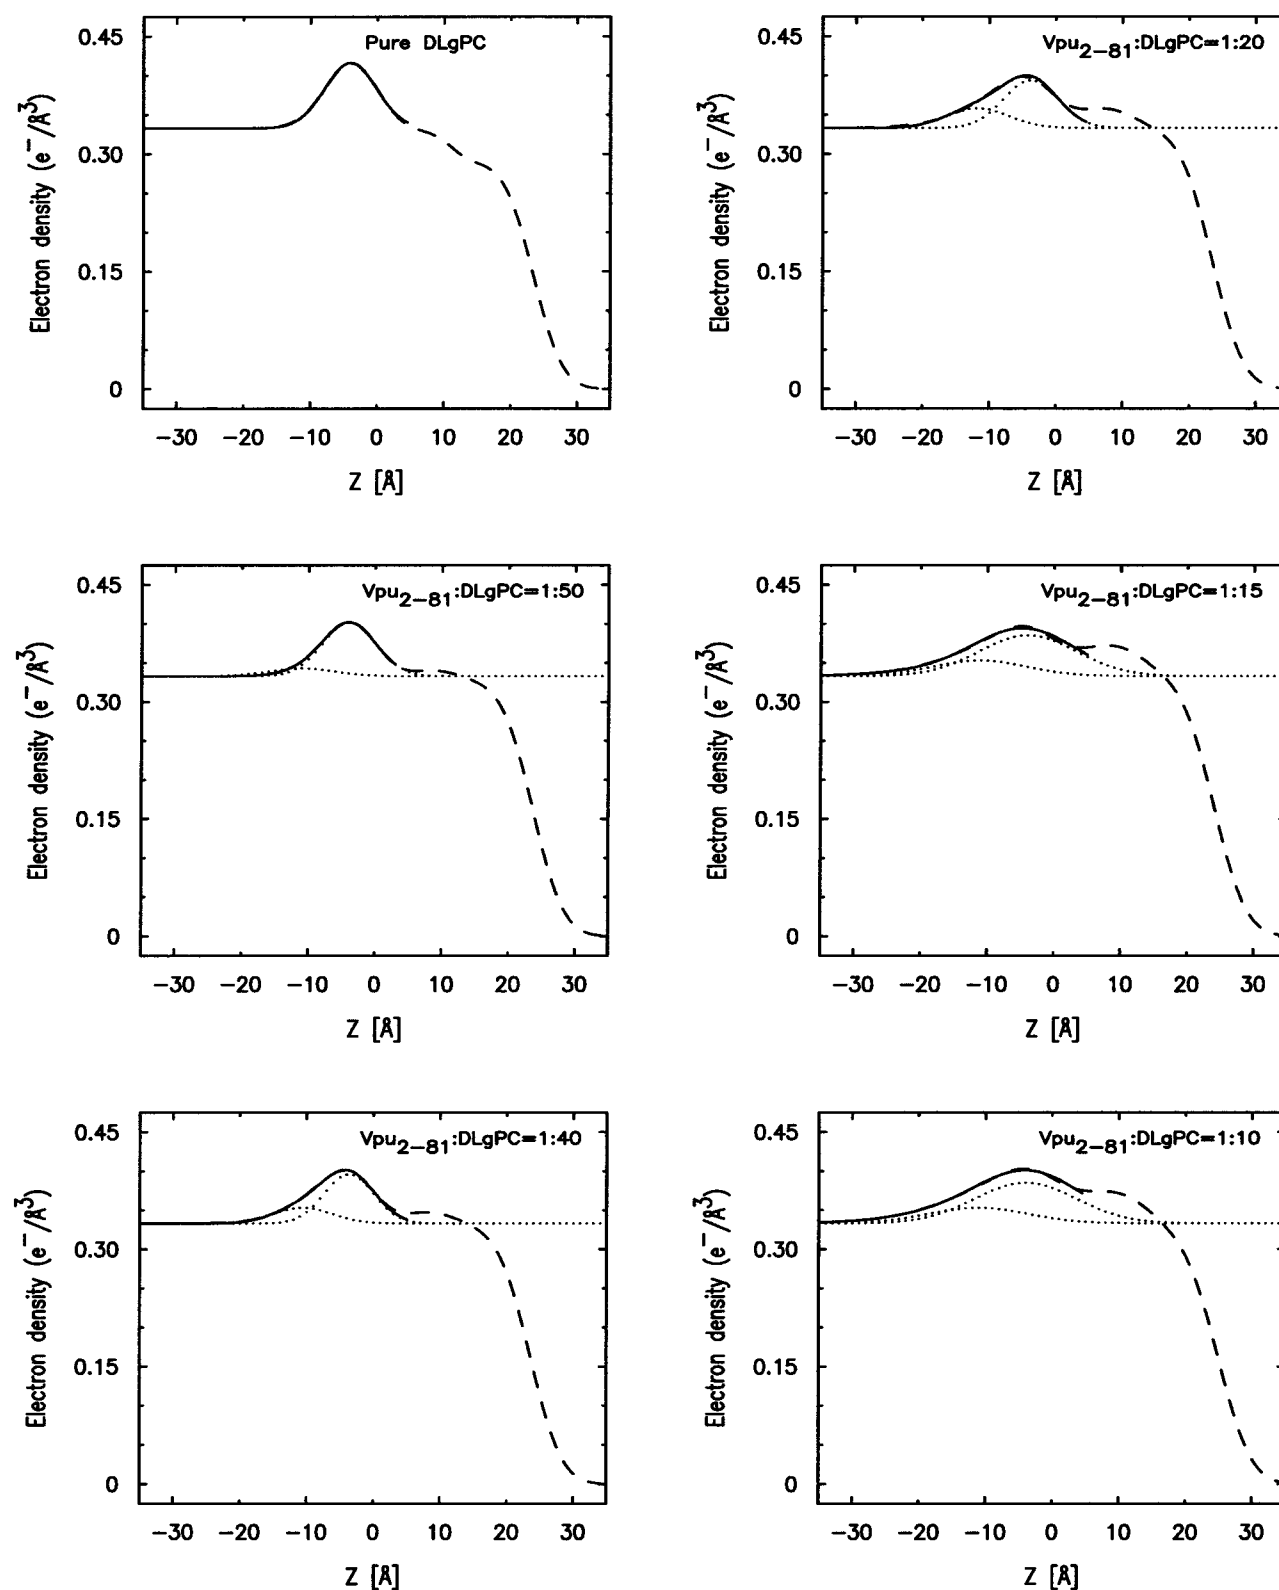 Pure DLgPC
Electron density (e⁻/Å³)
0.45
0.30
0.15
0
−30 −20 −10 0 10 20 30
Z [Å]
Vpu2−81:DLgPC=1:20
Electron density (e⁻/Å³)
0.45
0.30
0.15
0
−30 −20 −10 0 10 20 30
Z [Å]
Vpu2−81:DLgPC=1:50
Electron density (e⁻/Å³)
0.45
0.30
0.15
0
−30 −20 −10 0 10 20 30
Z [Å]
Vpu2−81:DLgPC=1:15
Electron density (e⁻/Å³)
0.45
0.30
0.15
0
−30 −20 −10 0 10 20 30
Z [Å]
Vpu2−81:DLgPC=1:40
Electron density (e⁻/Å³)
0.45
0.30
0.15
0
−30 −20 −10 0 10 20 30
Z [Å]
Vpu2−81:DLgPC=1:10
Electron density (e⁻/Å³)
0.45
0.30
0.15
0
−30 −20 −10 0 10 20 30
Z [Å]